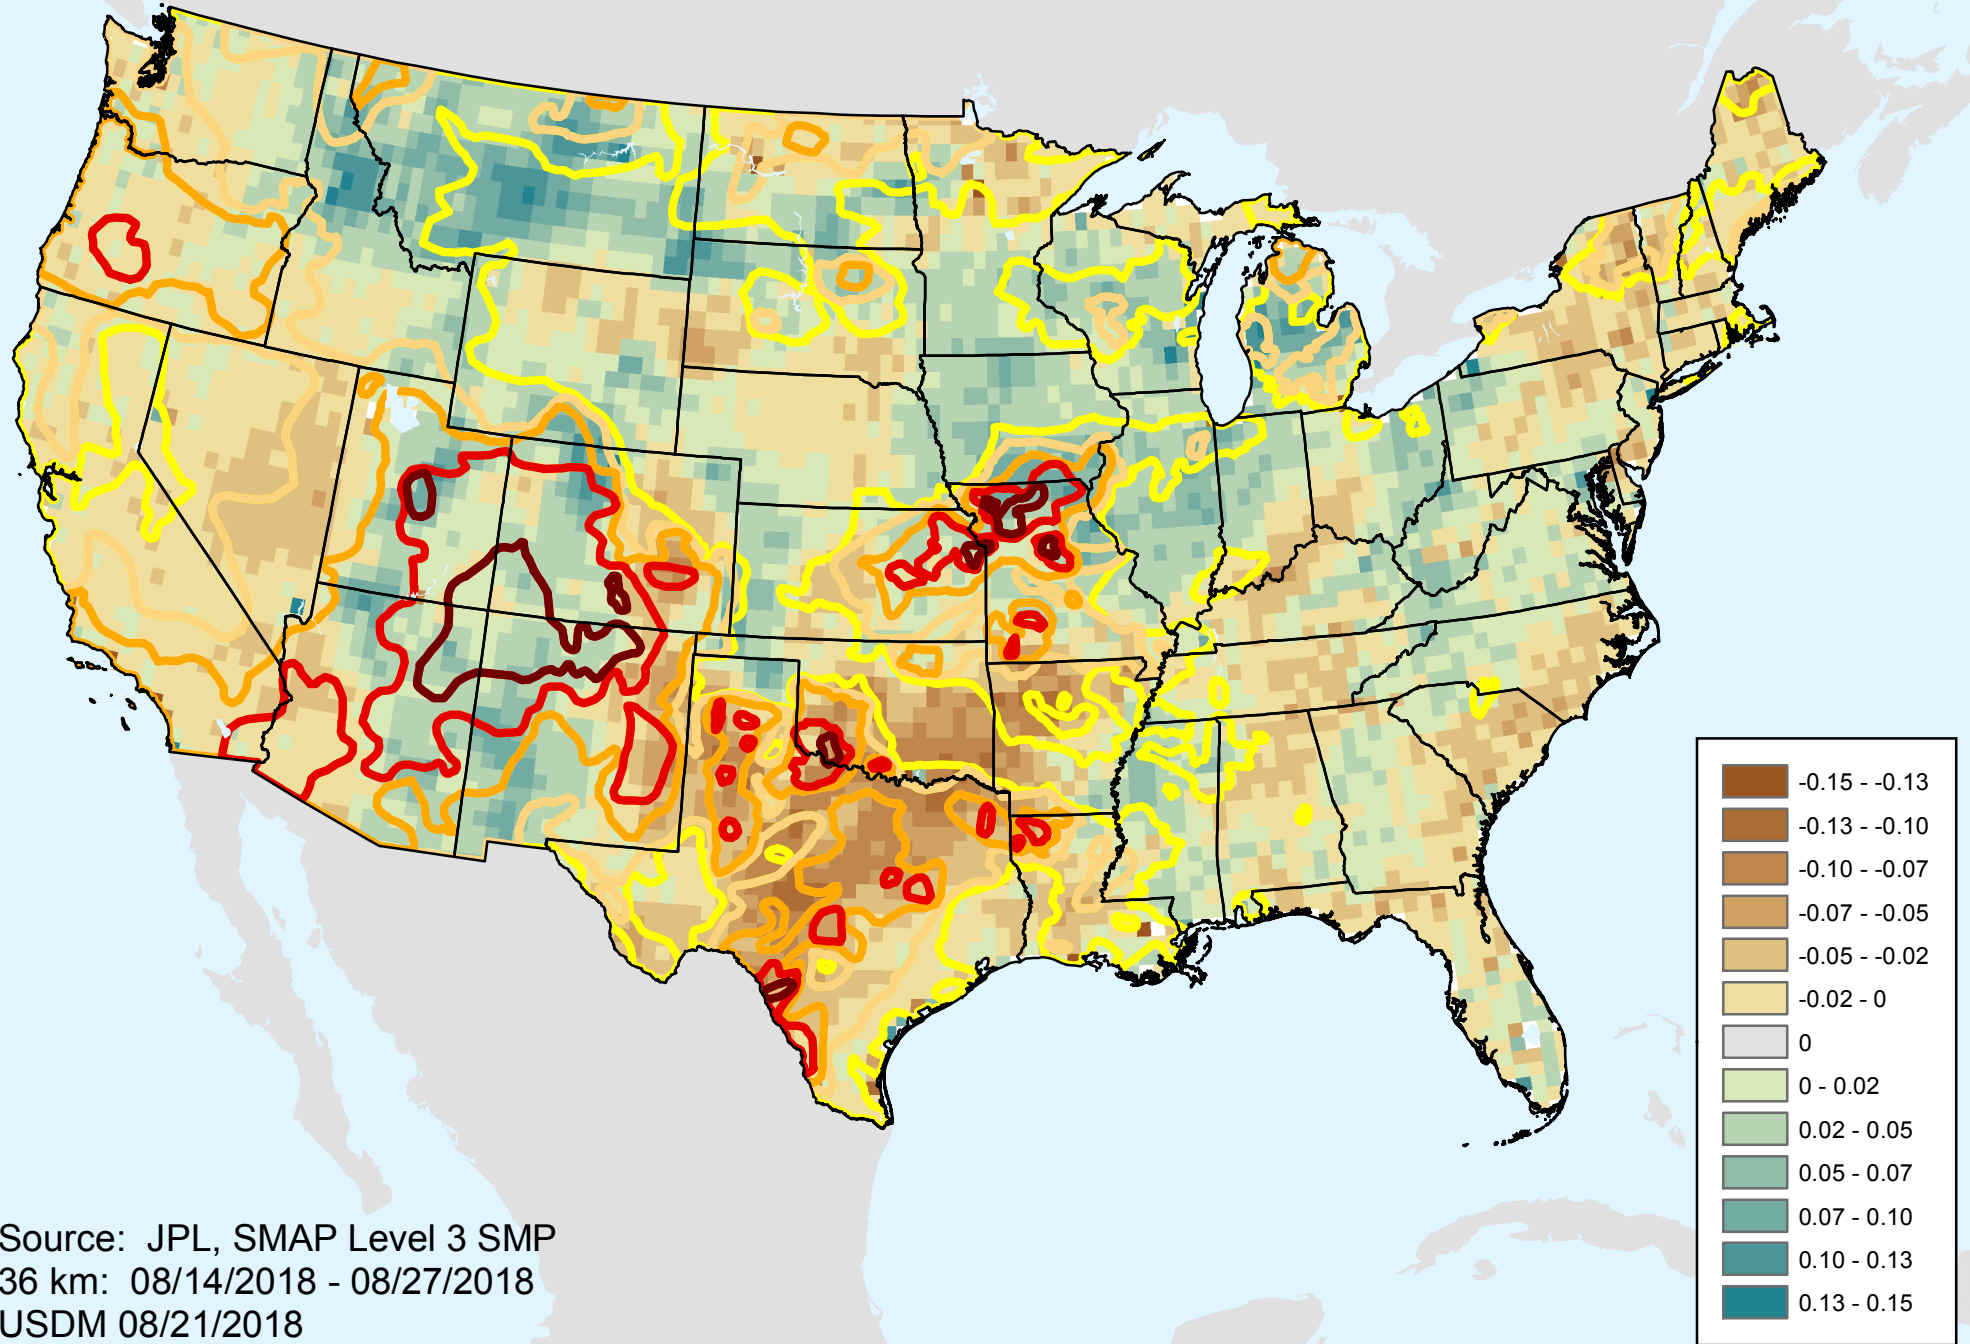 -0.15 - -0.13
-0.13 - -0.10
-0.10 - -0.07
-0.07 - -0.05
-0.05 - -0.02
-0.02 - 0
0
0 - 0.02
0.02 - 0.05
0.05 - 0.07
0.07 - 0.10
0.10 - 0.13
0.13 - 0.15
Source: JPL, SMAP Level 3 SMP
36 km: 08/14/2018 - 08/27/2018
USDM 08/21/2018